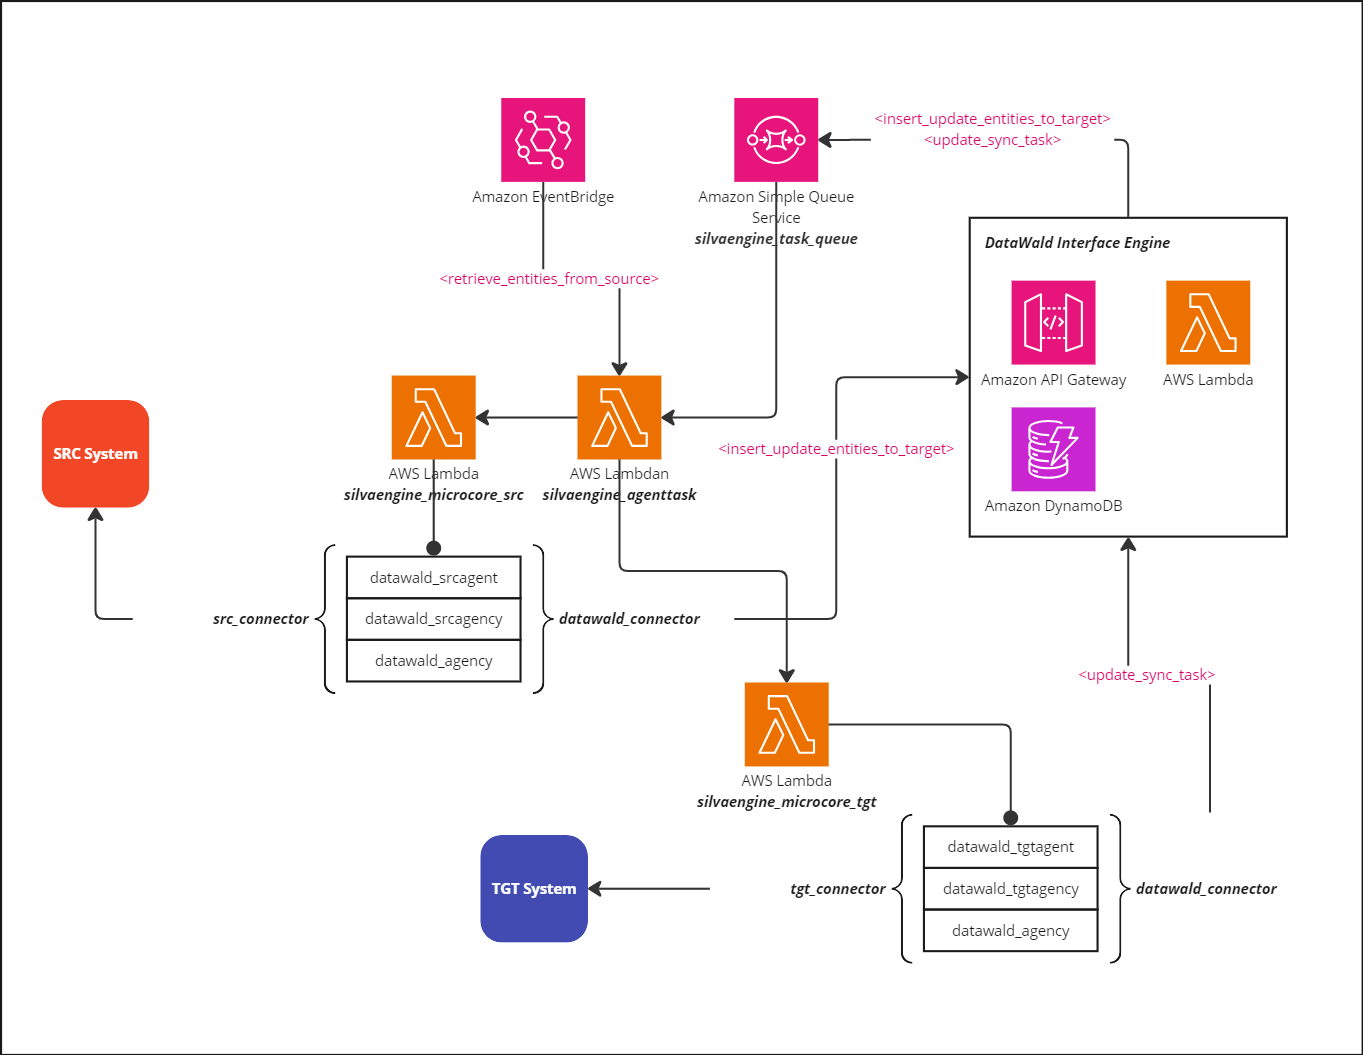 <insert_update_entities_to_target>
<update_sync_task>
Amazon EventBridge
Amazon Simple Queue
Service
silvaengine_task_queue
DataWald Interface Engine
<retrieve_entities_from_source>
Amazon API Gateway
AWS Lambda
SRC System
<insert_update_entities_to_target>
AWS Lambda
silvaengine_microcore_src
AWS Lambdan
silvaengine_agenttask
Amazon DynamoDB
src_connector
datawald_srcagent
datawald_srcagency
datawald_agency
datawald_connector
<update_sync_task>
AWS Lambda
silvaengine_microcore_tgt
TGT System
tgt_connector
datawald_tgtagent
datawald_tgtagency
datawald_agency
datawald_connector